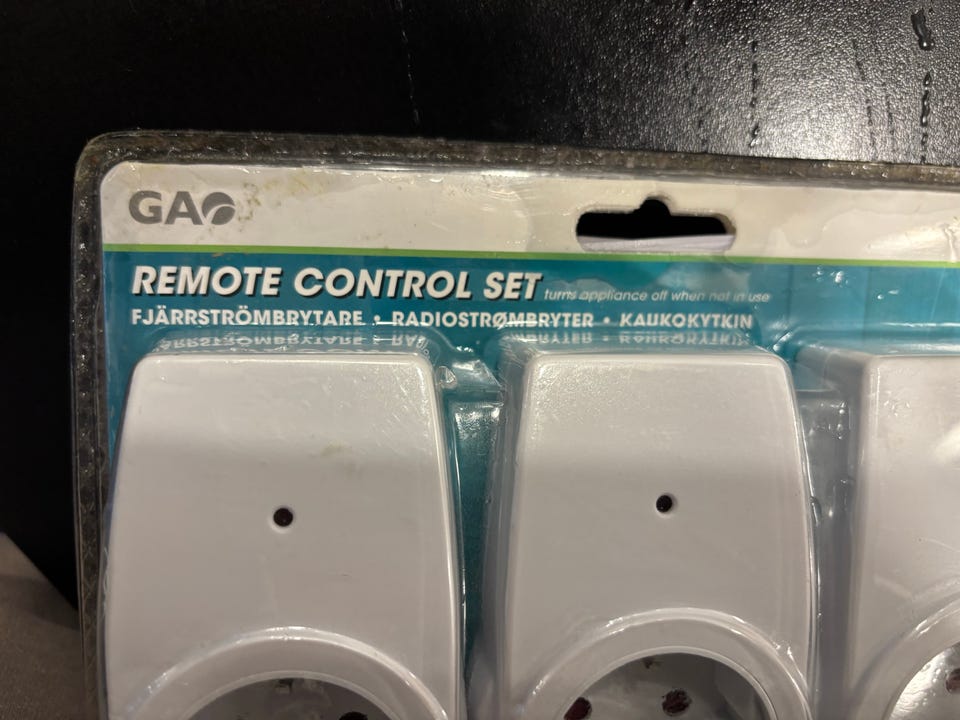 GAO
REMOTE CONTROL SET turns appliance off when not in use
FJÄRRSTRÖMBRYTARE • RADIOSTRØMBRYTER • KAUKOKYTKIN